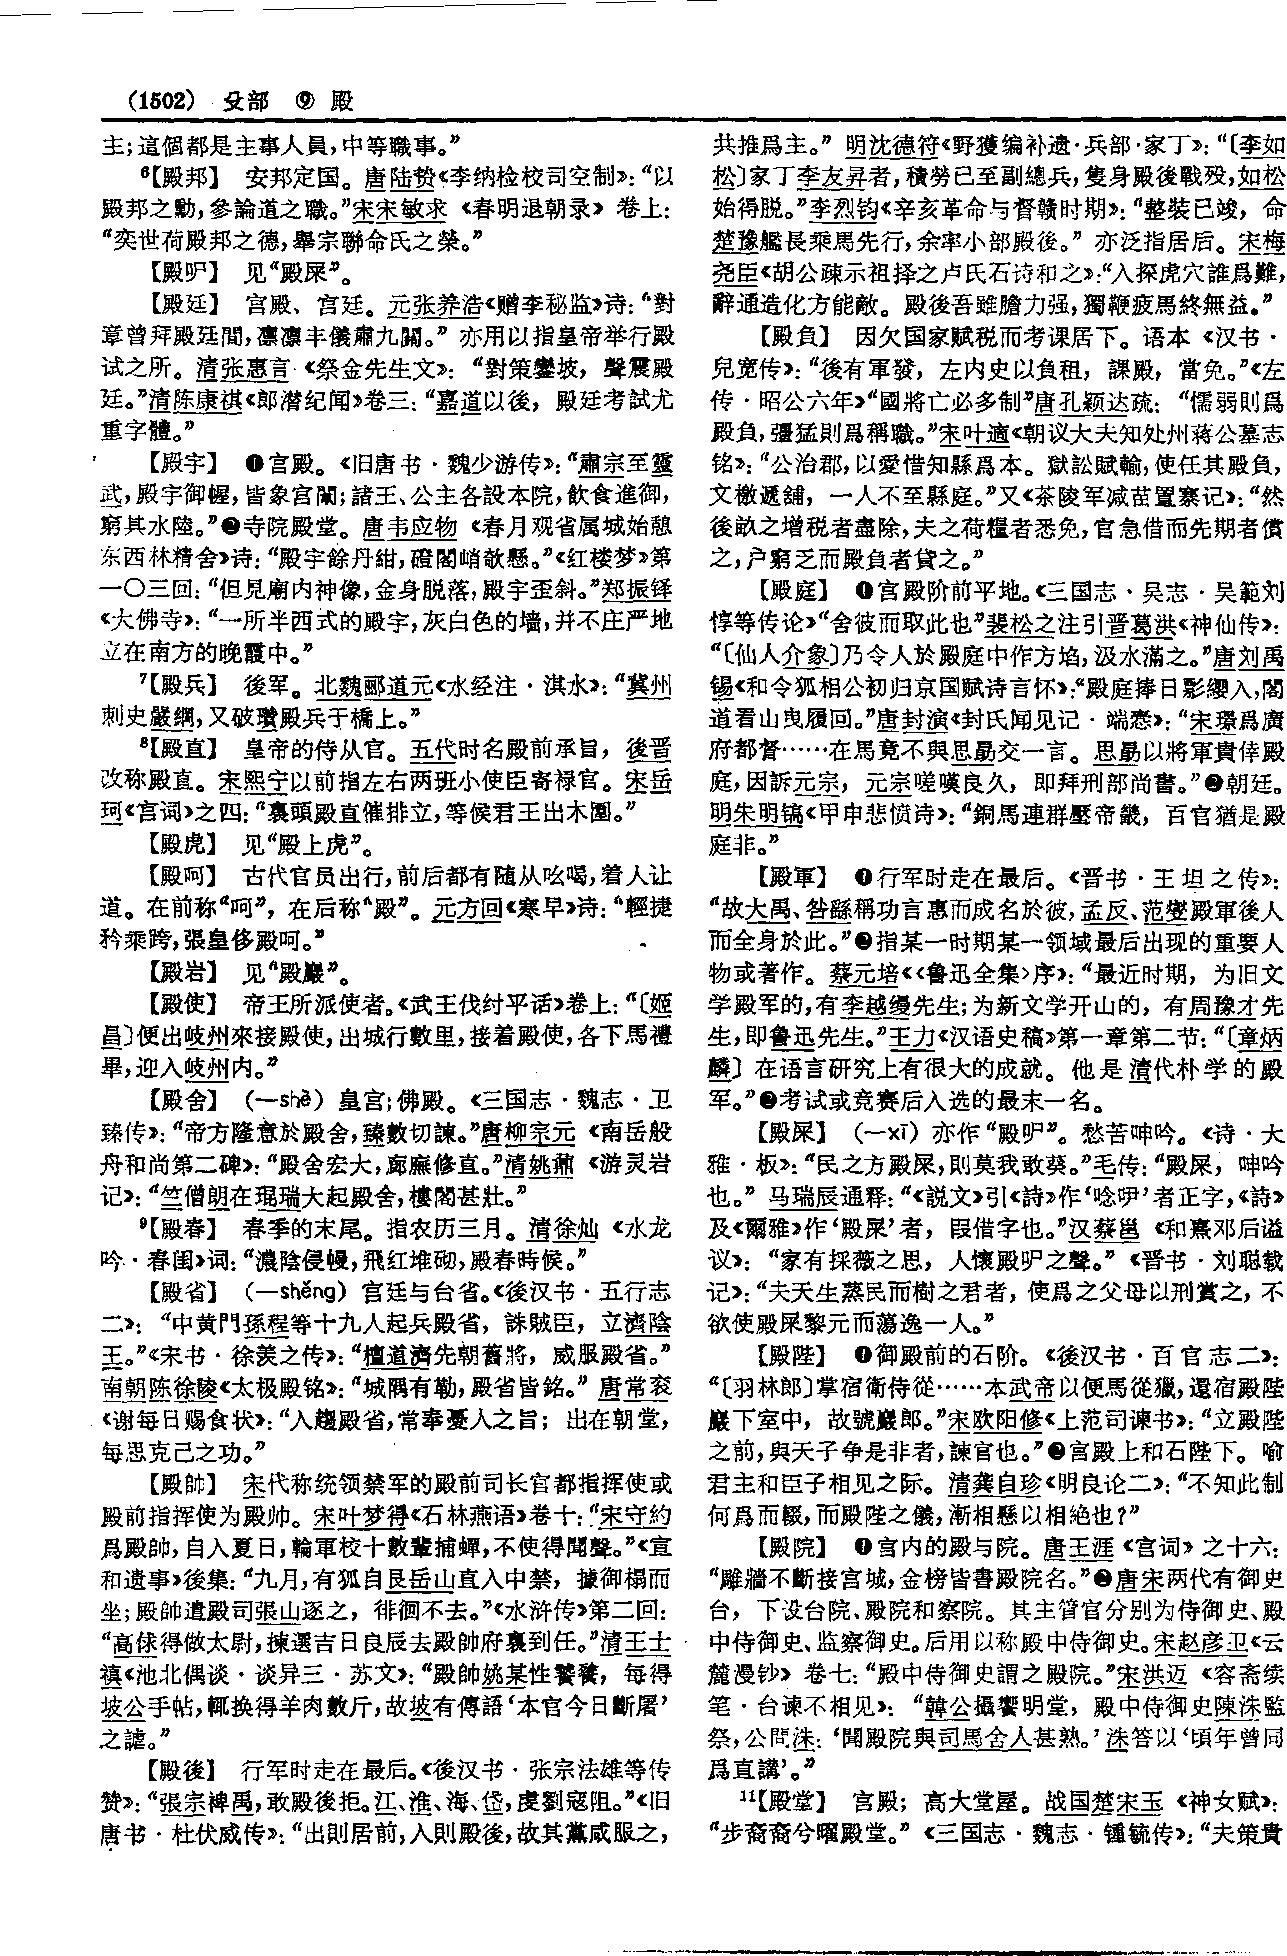 (1502) 殳部 ⑨ 殿
主；這個都是主事人員，中等職事。”
⁶【殿邦】 安邦定国。唐陆贽《李纳检校司空制》：“以
殿邦之勳，參論道之職。”宋宋敏求《春明退朝录》卷上：
“奕世荷殿邦之德，舉宗聯命氏之榮。”
【殿吚】 见“殿屎”。
【殿廷】 宫殿、宫廷。元张养浩《赠李秘监》诗：“對
章曾拜殿廷間，凛凛丰儀肅九關。”亦用以指皇帝举行殿
试之所。清张惠言《祭金先生文》：“對策鑾坡，聲震殿
廷。”清陈康祺《郎潜纪闻》卷三：“嘉道以後，殿廷考試尤
重字體。”
【殿宇】 ❶宫殿。《旧唐书·魏少游传》：“肅宗至靈
武，殿宇御幄，皆象宫闈；諸王、公主各設本院，飲食進御，
窮其水陸。”❷寺院殿堂。唐韦应物《春月观省属城始憩
东西林精舍》诗：“殿宇餘丹紺，磴閣峭欹懸。”《红楼梦》第
一〇三回：“但見廟内神像，金身脱落，殿宇歪斜。”郑振铎
《大佛寺》：“一所半西式的殿宇，灰白色的墙，并不庄严地
立在南方的晚霞中。”
⁷【殿兵】 後军。北魏郦道元《水经注·淇水》：“冀州
刺史嚴綱，又破瓚殿兵于橋上。”
⁸【殿直】 皇帝的侍从官。五代时名殿前承旨，後晋
改称殿直。宋熙宁以前指左右两班小使臣寄禄官。宋岳
珂《宫词》之四：“裏頭殿直催排立，等候君王出木圍。”
【殿虎】 见“殿上虎”。
【殿呵】 古代官员出行，前后都有随从吆喝，着人让
道。在前称“呵”，在后称“殿”。元方回《寒早》诗：“輕捷
矜乘跨，張皇侈殿呵。”
【殿岩】 见“殿巖”。
【殿使】 帝王所派使者。《武王伐纣平话》卷上：“〔姬
昌〕便出岐州來接殿使，出城行數里，接着殿使，各下馬禮
畢，迎入岐州内。”
【殿舍】 （—shě）皇宫；佛殿。《三国志·魏志·卫
臻传》：“帝方隆意於殿舍，臻數切諫。”唐柳宗元《南岳般
舟和尚第二碑》：“殿舍宏大，廊廡修直。”清姚鼐《游灵岩
记》：“竺僧朗在琨瑞大起殿舍，樓閣甚壯。”
⁹【殿春】 春季的末尾。指农历三月。清徐灿《水龙
吟·春闺》词：“濃陰侵幔，飛红堆砌，殿春時候。”
【殿省】 （—shěng）宫廷与台省。《後汉书·五行志
二》：“中黄門孫程等十九人起兵殿省，誅賊臣，立濟陰
王。”《宋书·徐羡之传》：“檀道濟先朝舊將，威服殿省。”
南朝陈徐陵《太极殿铭》：“城隅有勒，殿省皆銘。”唐常衮
《谢每日赐食状》：“入趨殿省，常奉憂人之旨；出在朝堂，
每思克己之功。”
【殿帥】 宋代称统领禁军的殿前司长官都指挥使或
殿前指挥使为殿帅。宋叶梦得《石林燕语》卷十：“宋守約
爲殿帥，自入夏日，輪軍校十數輩捕蟬，不使得聞聲。”《宣
和遗事》後集：“九月，有狐自艮岳山直入中禁，據御榻而
坐；殿帥遣殿司張山逐之，徘徊不去。”《水浒传》第二回：
“高俅得做太尉，揀選吉日良辰去殿帥府裏到任。”清王士
禛《池北偶谈·谈异三·苏文》：“殿帥姚某性饕餮，每得
坡公手帖，輒换得羊肉數斤，故坡有傳語‘本官今日斷屠’
之謔。”
【殿後】 行军时走在最后。《後汉书·张宗法雄等传
赞》：“張宗裨禹，敢殿後拒。江、淮、海、岱，虔劉寇阻。”《旧
唐书·杜伏威传》：“出則居前，入則殿後，故其黨咸服之，
共推爲主。”明沈德符《野獲编补遗·兵部·家丁》：“〔李如
松〕家丁李友昇者，積勞已至副總兵，隻身殿後戰殁，如松
始得脱。”李烈钧《辛亥革命与督赣时期》：“整裝已竣，命
楚豫艦長乘馬先行，余率小部殿後。”亦泛指居后。宋梅
尧臣《胡公疎示祖择之卢氏石诗和之》：“入探虎穴誰爲難，
辭通造化方能敵。殿後吾雖膽力强，獨鞭疲馬終無益。”
【殿負】 因欠国家赋税而考课居下。语本《汉书·
兒宽传》：“後有軍發，左内史以負租，課殿，當免。”《左
传·昭公六年》“國將亡必多制”唐孔颖达疏：“懦弱則爲
殿負，彊猛則爲稱職。”宋叶適《朝议大夫知处州蒋公墓志
铭》：“公治郡，以愛惜知縣爲本。獄訟賦輸，使任其殿負，
文檄遞舖，一人不至縣庭。”又《茶陵军减苗置寨记》：“然
後畝之增税者盡除，夫之荷糧者悉免，官急借而先期者償
之，户窮乏而殿負者貸之。”
【殿庭】 ❶宫殿阶前平地。《三国志·吴志·吴範刘
惇等传论》“舍彼而取此也”裴松之注引晋葛洪《神仙传》：
“〔仙人介象〕乃令人於殿庭中作方埳，汲水滿之。”唐刘禹
锡《和令狐相公初归京国赋诗言怀》：“殿庭捧日影纓入，閣
道看山曳履回。”唐封演《封氏闻见记·端悫》：“宋璟爲廣
府都督……在馬竟不與思勗交一言。思勗以將軍貴倖殿
庭，因訴元宗，元宗嗟嘆良久，即拜刑部尚書。”❷朝廷。
明朱明镐《甲申悲愤诗》：“銅馬連群壓帝畿，百官猶是殿
庭非。”
【殿軍】 ❶行军时走在最后。《晋书·王坦之传》：
“故大禹、咎繇稱功言惠而成名於彼，孟反、范燮殿軍後人
而全身於此。”❷指某一时期某一领域最后出现的重要人
物或著作。蔡元培《〈鲁迅全集〉序》：“最近时期，为旧文
学殿军的，有李越缦先生；为新文学开山的，有周豫才先
生，即鲁迅先生。”王力《汉语史稿》第一章第二节：“〔章炳
麟〕在语言研究上有很大的成就。他是清代朴学的殿
军。”❸考试或竞赛后入选的最末一名。
【殿屎】 （—xī）亦作“殿吚”。愁苦呻吟。《诗·大
雅·板》：“民之方殿屎，則莫我敢葵。”毛传：“殿屎，呻吟
也。”马瑞辰通释：“《説文》引《詩》作‘唸㕧’者正字，《詩》
及《爾雅》作‘殿屎’者，叚借字也。”汉蔡邕《和熹邓后谥
议》：“家有採薇之思，人懷殿吚之聲。”《晋书·刘聪载
记》：“夫天生蒸民而樹之君者，使爲之父母以刑賞之，不
欲使殿屎黎元而蕩逸一人。”
【殿陛】 ❶御殿前的石阶。《後汉书·百官志二》：
“〔羽林郎〕掌宿衛侍從……本武帝以便馬從獵，還宿殿陛
巖下室中，故號巖郎。”宋欧阳修《上范司谏书》：“立殿陛
之前，與天子争是非者，諫官也。”❷宫殿上和石陛下。喻
君主和臣子相见之际。清龚自珍《明良论二》：“不知此制
何爲而輟，而殿陛之儀，漸相懸以相絶也？”
【殿院】 ❶宫内的殿与院。唐王涯《宫词》之十六：
“雕牆不斷接宫城，金榜皆書殿院名。”❷唐宋两代有御史
台，下设台院、殿院和察院。其主管官分别为侍御史、殿
中侍御史、监察御史。后用以称殿中侍御史。宋赵彦卫《云
麓漫钞》卷七：“殿中侍御史謂之殿院。”宋洪迈《容斋续
笔·台谏不相见》：“韓公攝饗明堂，殿中侍御史陳洙監
祭，公問洙：‘聞殿院與司馬舍人甚熟。’洙答以‘頃年曾同
爲直講’。”
¹¹【殿堂】 宫殿；高大堂屋。战国楚宋玉《神女赋》：
“步裔裔兮曜殿堂。”《三国志·魏志·锺毓传》：“夫策貴